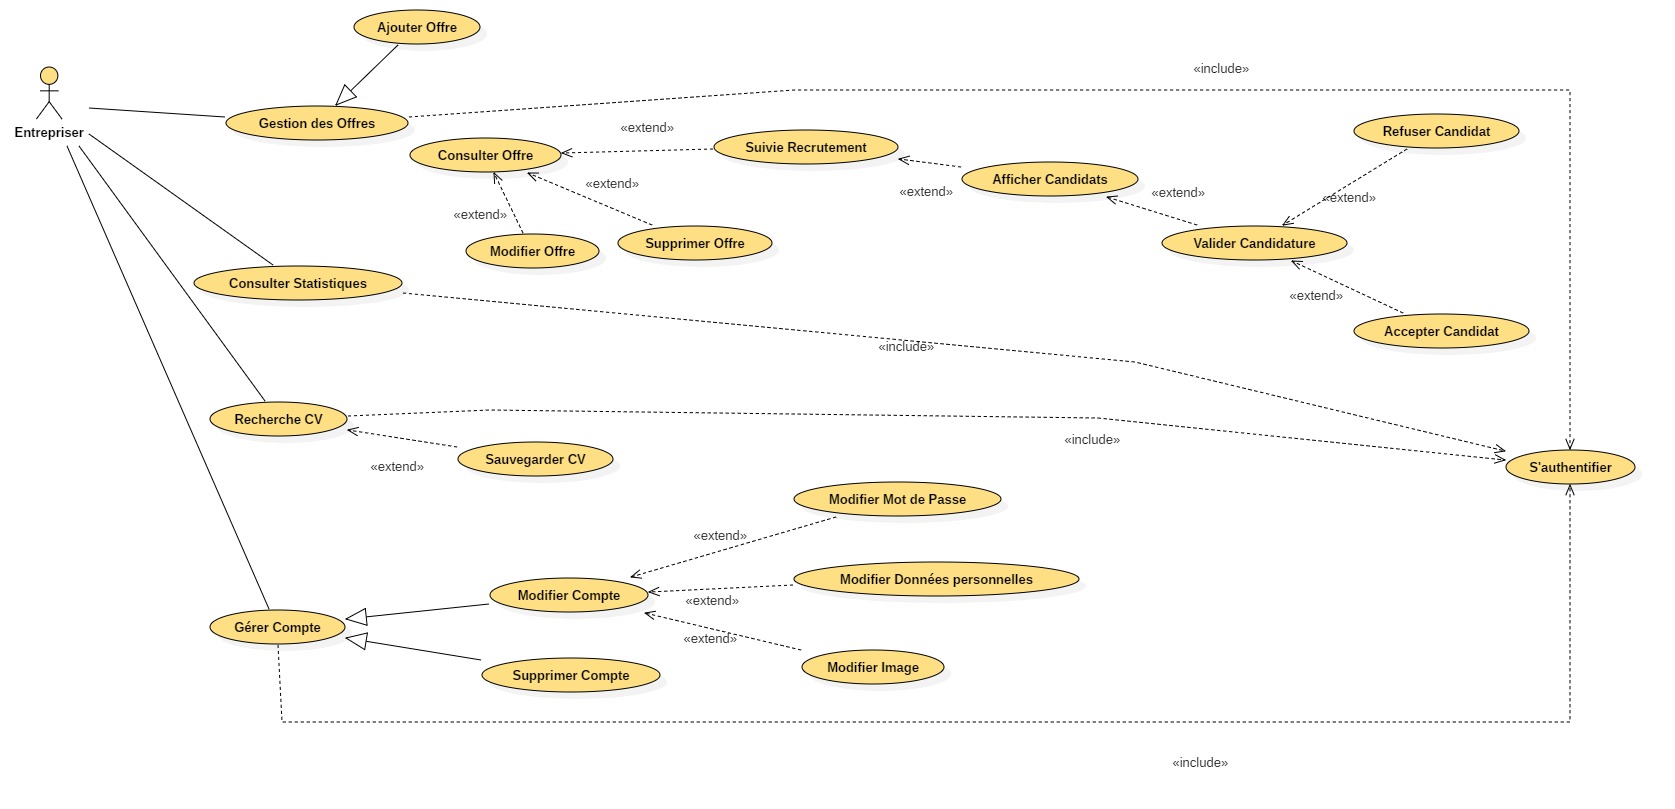 Ajouter Offre
«include»
Entrepriser
Gestion des Offres
«extend»
Refuser Candidat
Consulter Offre
Suivie Recrutement
«extend»
Afficher Candidats
«extend»
«extend»
«extend»
«extend»
Modifier Offre
Supprimer Offre
Valider Candidature
Consulter Statistiques
«extend»
Accepter Candidat
«include»
Recherche CV
«include»
Sauvegarder CV
«extend»
S'authentifier
Modifier Mot de Passe
«extend»
Modifier Compte
Modifier Données personnelles
«extend»
Gérer Compte
«extend»
Supprimer Compte
Modifier Image
«include»